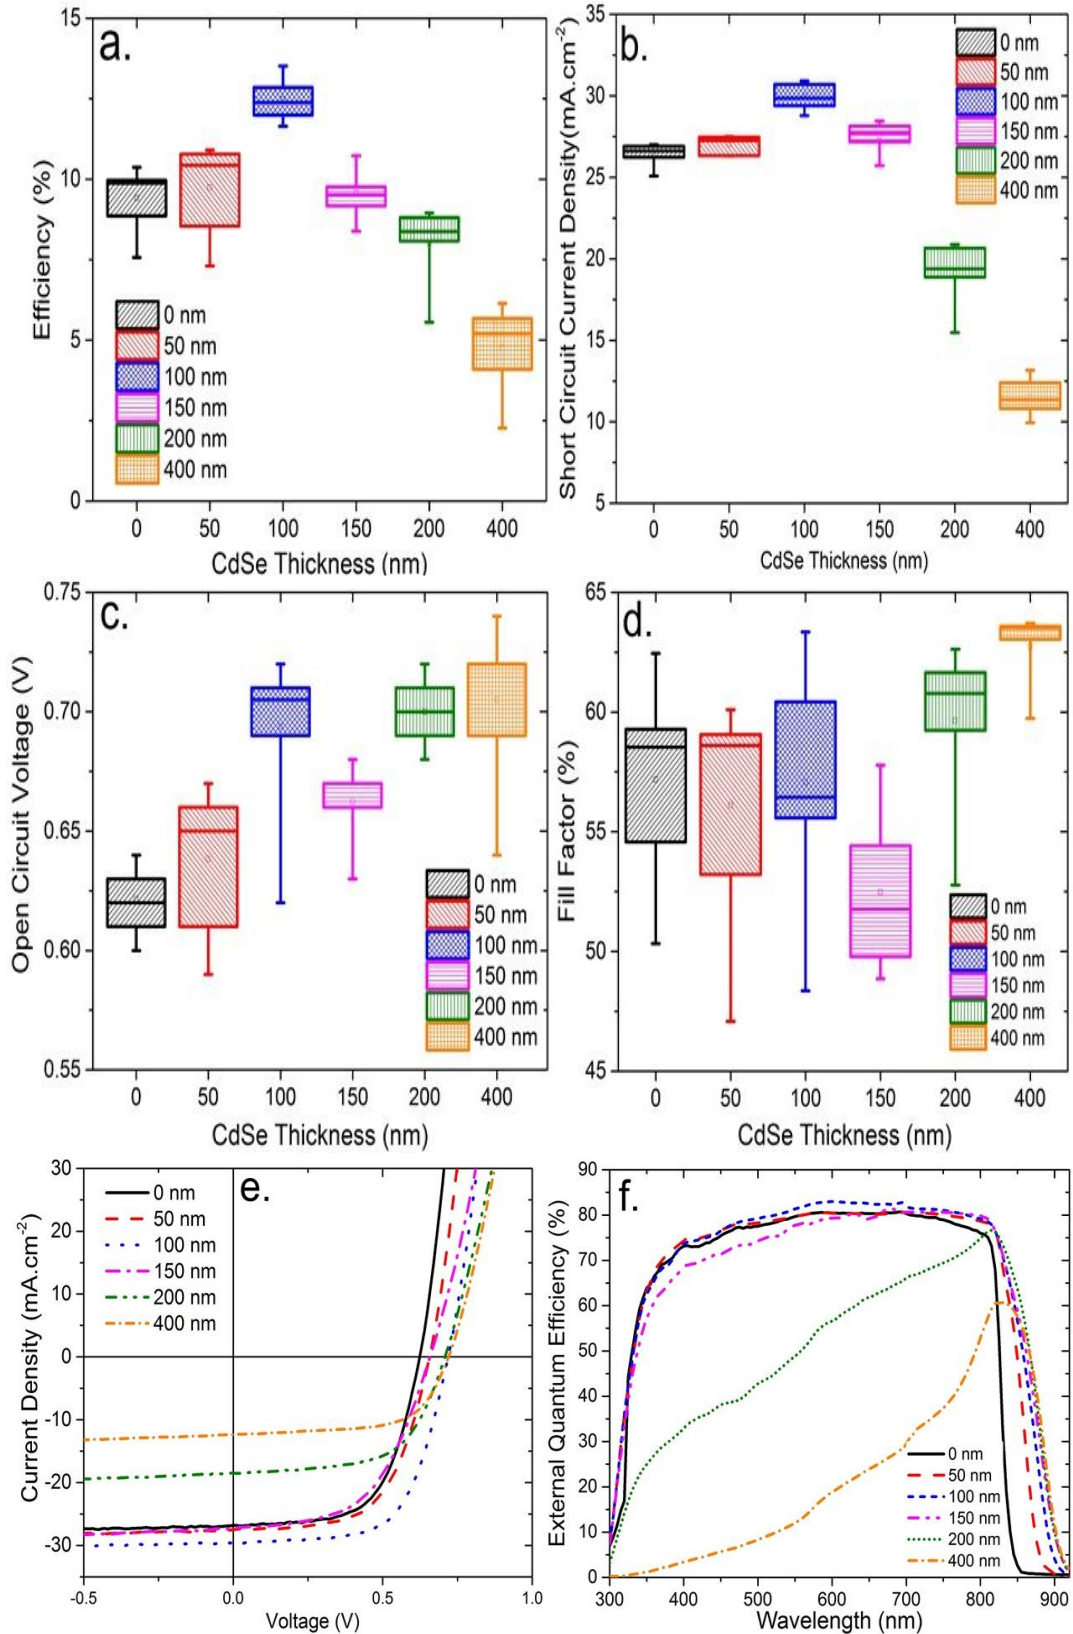 a.
15
10
5
0
Efficiency (%)
0 nm
50 nm
100 nm
150 nm
200 nm
400 nm
0 50 100 150 200 400
CdSe Thickness (nm)
b.
35
30
25
20
15
10
5
Short Circuit Current Density(mA.cm⁻²)
0 nm
50 nm
100 nm
150 nm
200 nm
400 nm
0 50 100 150 200 400
CdSe Thickness (nm)
c.
0.75
0.70
0.65
0.60
0.55
Open Circuit Voltage (V)
0 nm
50 nm
100 nm
150 nm
200 nm
400 nm
0 50 100 150 200 400
CdSe Thickness (nm)
d.
65
60
55
50
45
Fill Factor (%)
0 nm
50 nm
100 nm
150 nm
200 nm
400 nm
0 50 100 150 200 400
CdSe Thickness (nm)
e.
30
20
10
0
-10
-20
-30
Current Density (mA.cm⁻²)
0 nm
50 nm
100 nm
150 nm
200 nm
400 nm
-0.5 0.0 0.5 1.0
Voltage (V)
f.
90
80
70
60
50
40
30
20
10
0
External Quantum Efficiency (%)
0 nm
50 nm
100 nm
150 nm
200 nm
400 nm
300 400 500 600 700 800 900
Wavelength (nm)